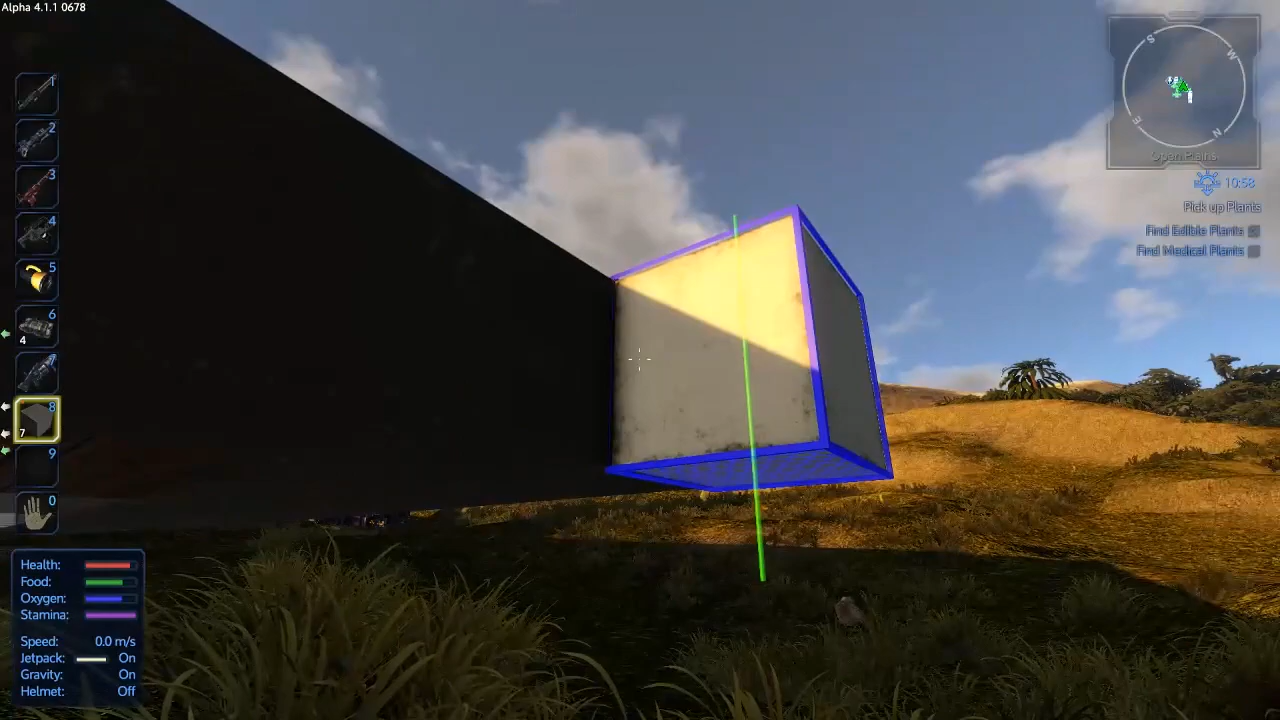 Alpha 4.1.1 0678
S
W
E
N
Open Plains
10:58
Pick up Plants
Find Edible Plants
Find Medical Plants
1
2
3
4
5
6
4
8
7
9
0
Health:
Food:
Oxygen:
Stamina:
Speed: 0.0 m/s
Jetpack: On
Gravity: On
Helmet: Off